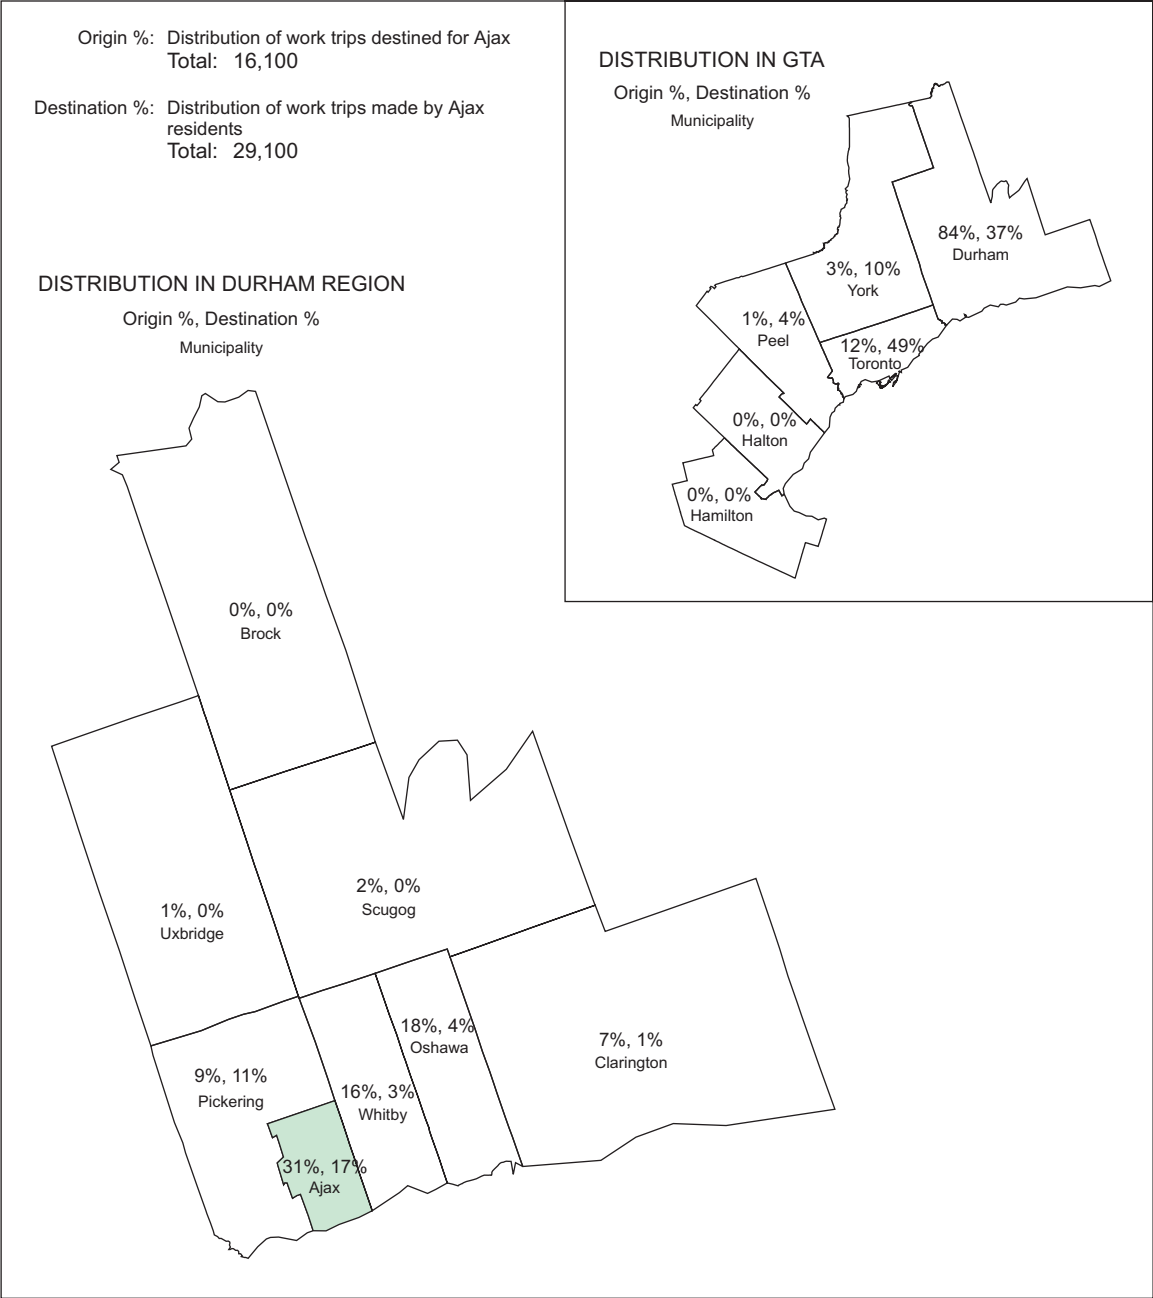 Origin %: Distribution of work trips destined for Ajax
Total: 16,100
Destination %: Distribution of work trips made by Ajax
residents
Total: 29,100
DISTRIBUTION IN GTA
Origin %, Destination %
Municipality
84%, 37%
Durham
3%, 10%
York
1%, 4%
Peel
12%, 49%
Toronto
0%, 0%
Halton
0%, 0%
Hamilton
DISTRIBUTION IN DURHAM REGION
Origin %, Destination %
Municipality
0%, 0%
Brock
2%, 0%
Scugog
1%, 0%
Uxbridge
18%, 4%
Oshawa
7%, 1%
Clarington
9%, 11%
Pickering
16%, 3%
Whitby
31%, 17%
Ajax